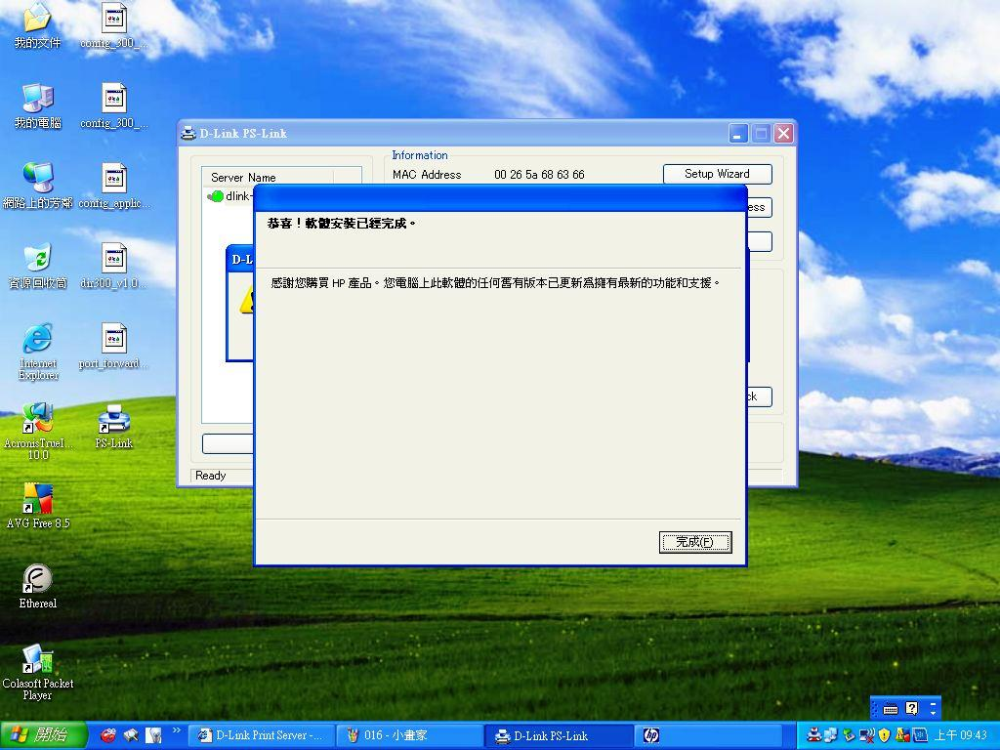 我的文件
config_300_...
我的電腦
config_300_...
網路上的芳鄰
config_applic...
資源回收筒
dir300_v1.0...
Internet
Explorer
port_forward...
AcronisTrueI...
10.0
PS-Link
AVG Free 8.5
Ethereal
Colasoft Packet
Player
D-Link PS-Link
Information
Server Name
MAC Address
00 26 5a 68 63 66
Setup Wizard
dlink-
ess
恭喜！軟體安裝已經完成。
D-L
感謝您購買 HP 產品。您電腦上此軟體的任何舊有版本已更新為擁有最新的功能和支援。
ck
Ready
完成(F)
開始
D-Link Print Server -...
016 - 小畫家
D-Link PS-Link
hp
上午 09:43